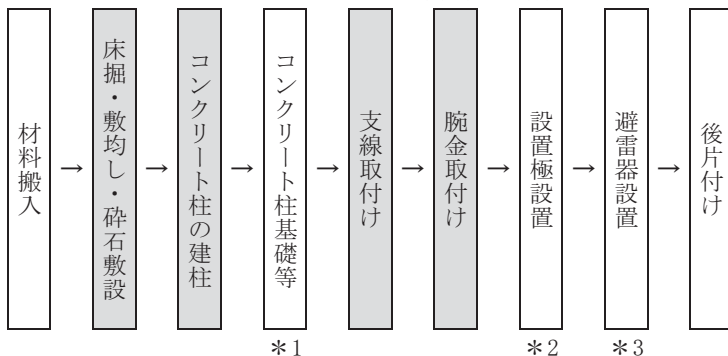 材料搬入
→
床掘・敷均し・砕石敷設
→
コンクリート柱の建柱
→
コンクリート柱基礎等
→
支線取付け
→
腕金取付け
→
設置極設置
→
避雷器設置
→
後片付け
*1
*2
*3